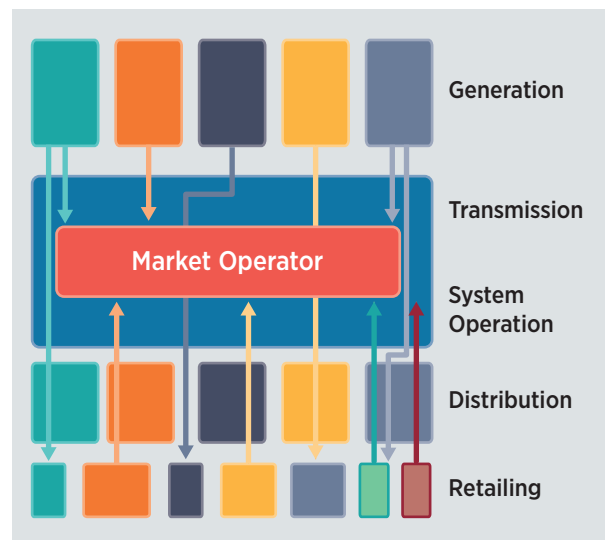 Generation
Transmission
Market Operator
System
Operation
Distribution
Retailing